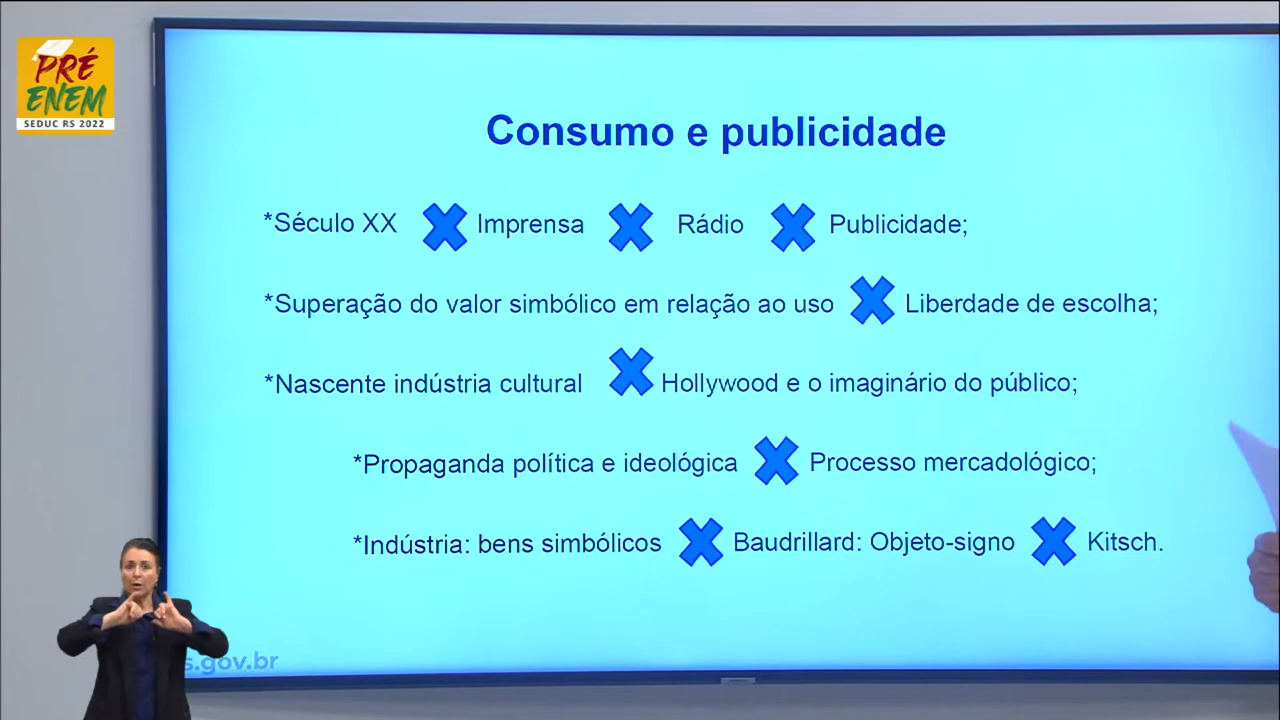 PRÉ
ENEM
SEDUC RS 2022
Consumo e publicidade
*Século XX Imprensa Rádio Publicidade;
*Superação do valor simbólico em relação ao uso Liberdade de escolha;
*Nascente indústria cultural Hollywood e o imaginário do público;
*Propaganda política e ideológica Processo mercadológico;
*Indústria: bens simbólicos Baudrillard: Objeto-signo Kitsch.
s.gov.br